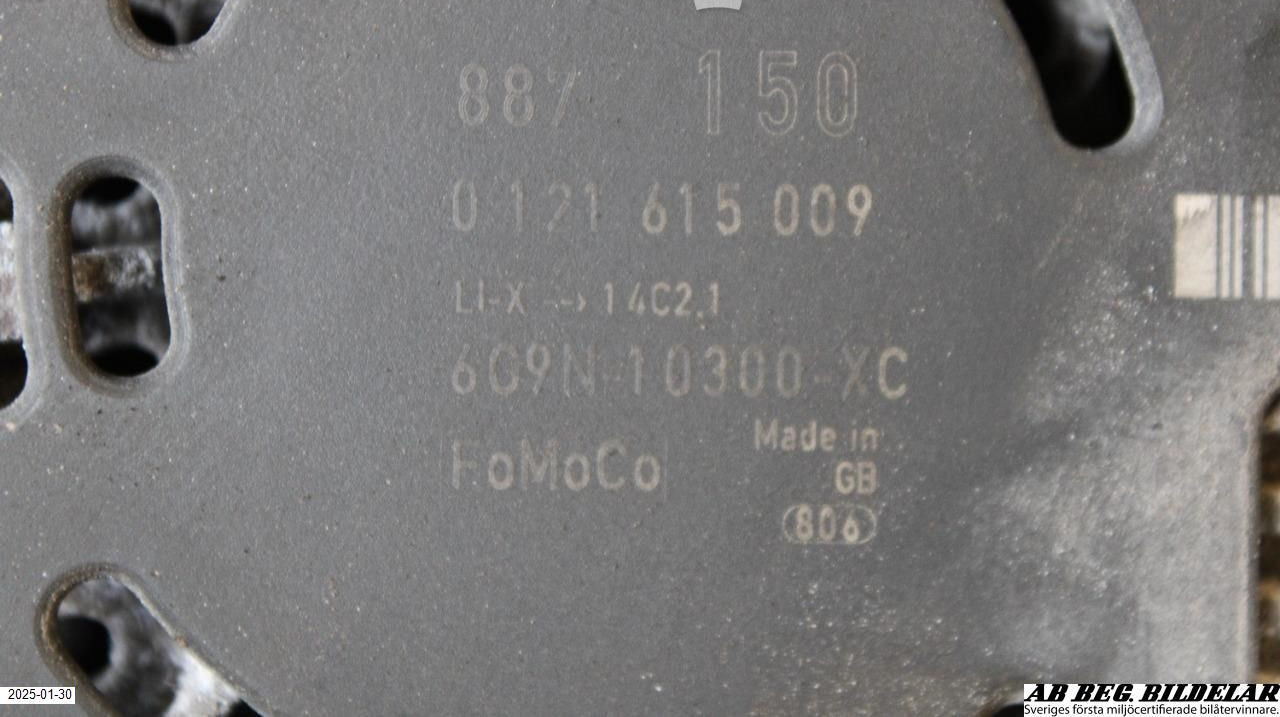 887 150
0 121 615 009
LI-X --> 14C2.1
6G9N-10300-XC
FoMoCo
Made in
GB
806
2025-01-30
AB BEG. BILDELAR
Sveriges första miljöcertifierade bilåtervinnare.